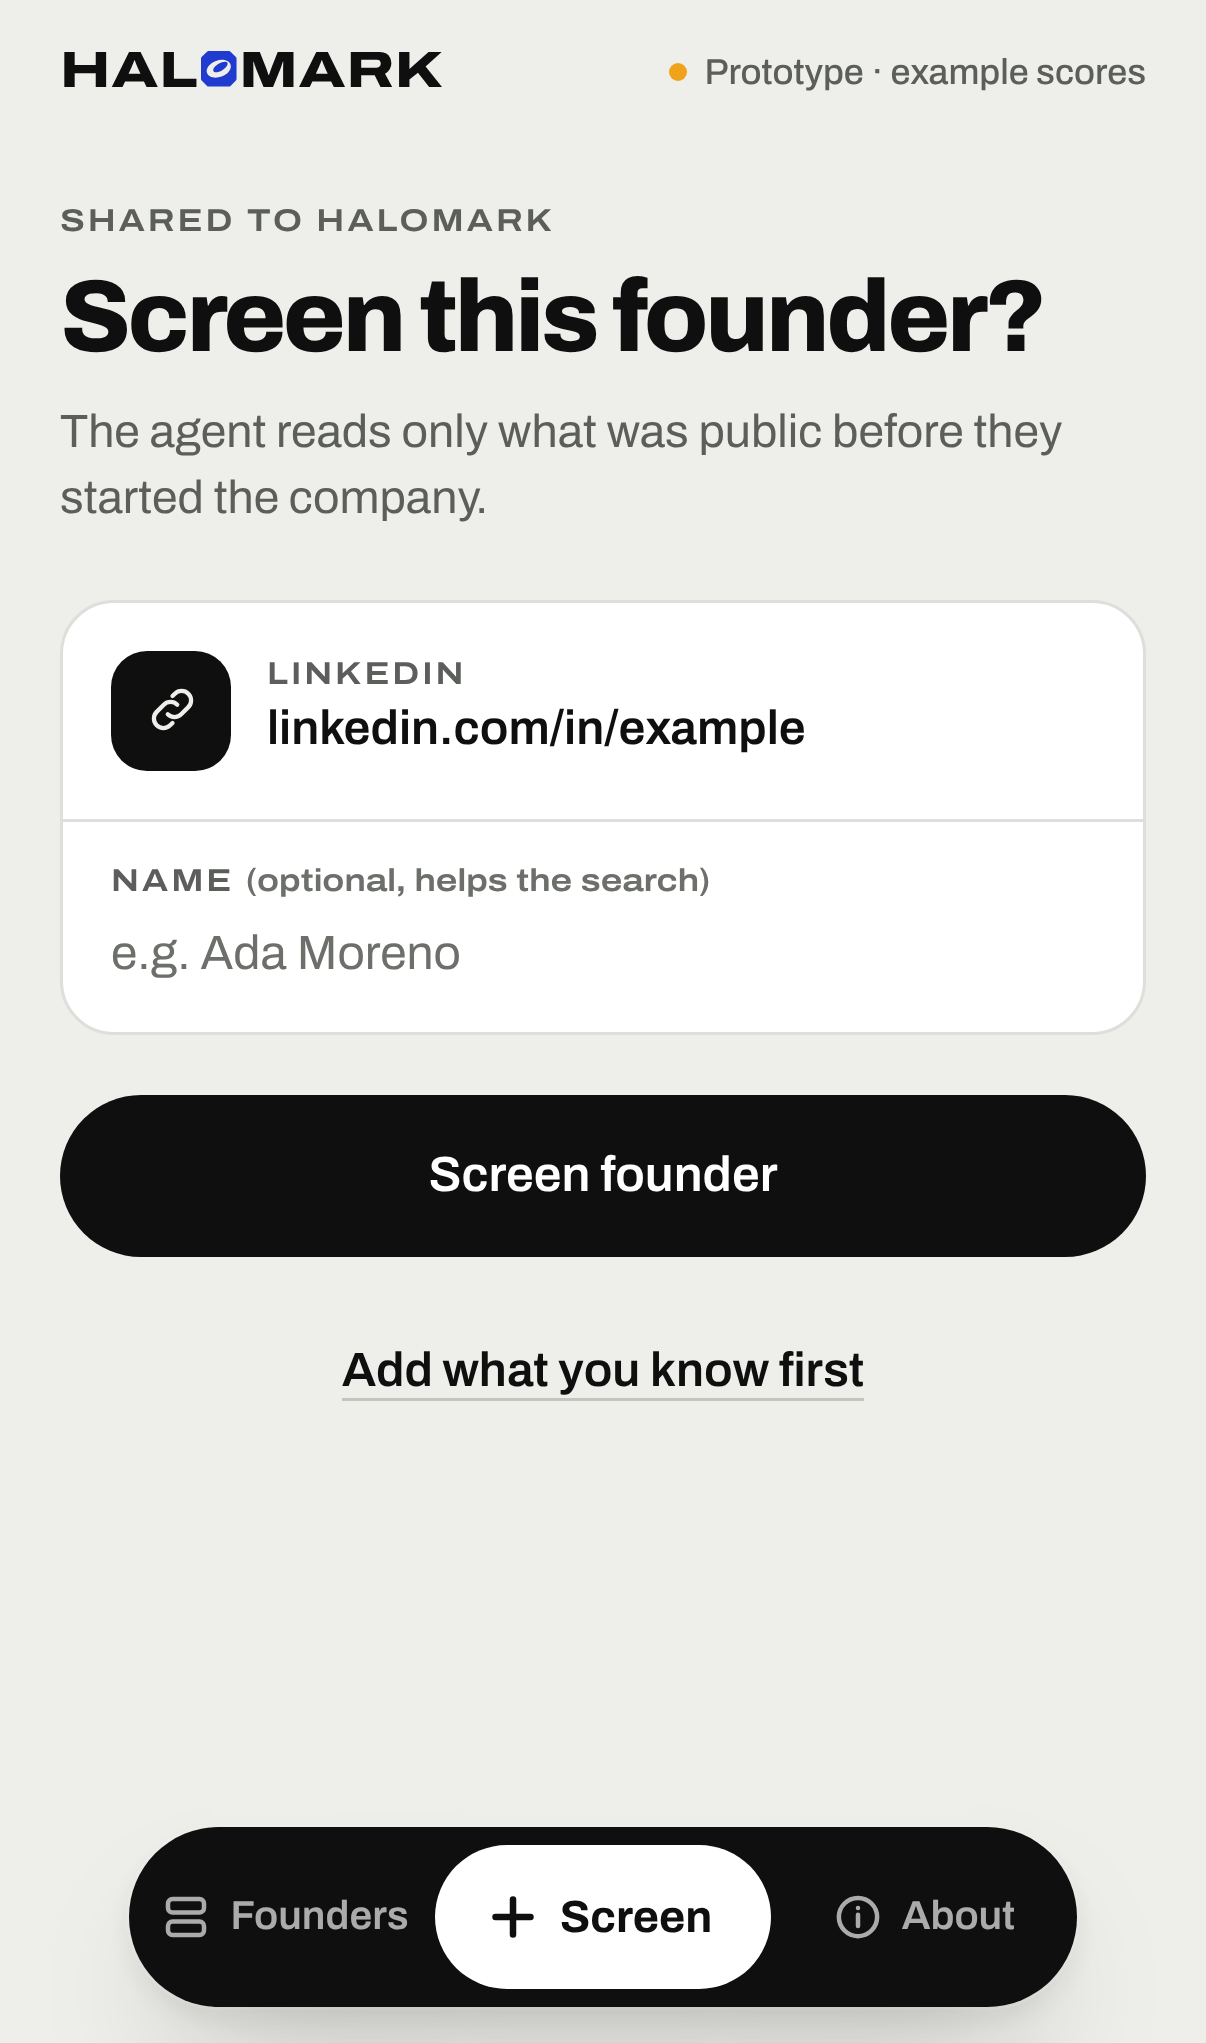 HALOMARK
Prototype · example scores
SHARED TO HALOMARK
Screen this founder?
The agent reads only what was public before they
started the company.
LINKEDIN
linkedin.com/in/example
NAME (optional, helps the search)
e.g. Ada Moreno
Screen founder
Add what you know first
Founders
Screen
About